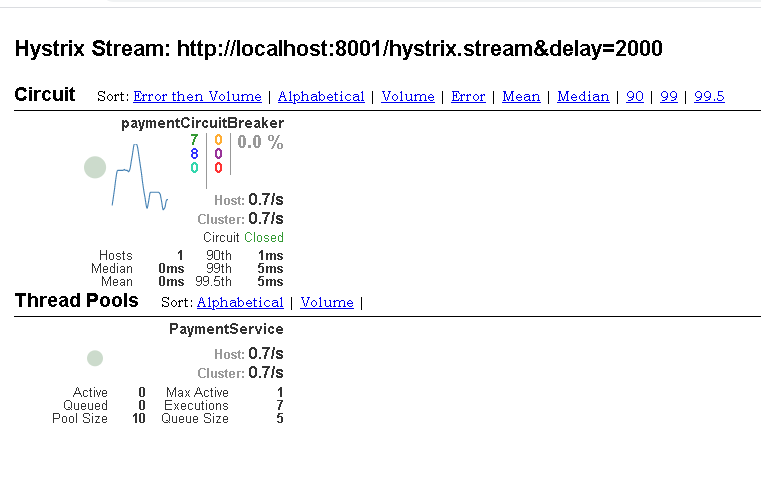 Hystrix Stream: http://localhost:8001/hystrix.stream&delay=2000
Circuit Sort: Error then Volume | Alphabetical | Volume | Error | Mean | Median | 90 | 99 | 99.5
paymentCircuitBreaker
7 0 0.0 %
8 0
0 0
Host: 0.7/s
Cluster: 0.7/s
Circuit Closed
Hosts 1 90th 1ms
Median 0ms 99th 5ms
Mean 0ms 99.5th 5ms
Thread Pools Sort: Alphabetical | Volume |
PaymentService
Host: 0.7/s
Cluster: 0.7/s
Active 0 Max Active 1
Queued 0 Executions 7
Pool Size 10 Queue Size 5